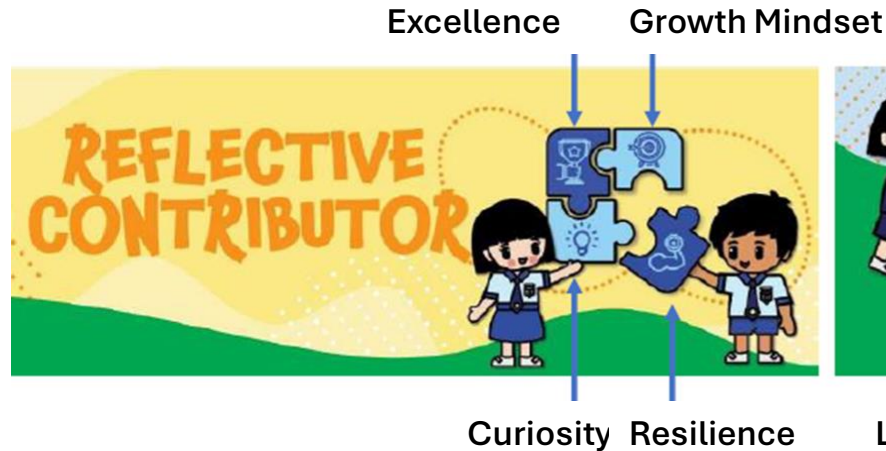 Excellence Growth Mindset
REFLECTIVE
CONTRIBUTOR
Curiosity Resilience L